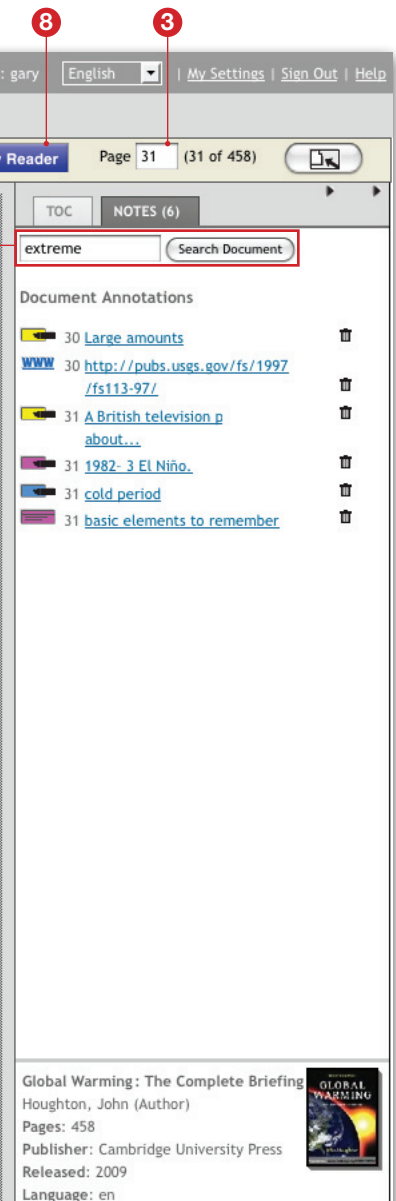 8 3
: gary English | My Settings | Sign Out | Help
Reader Page 31 (31 of 458)
TOC NOTES (6)
extreme Search Document
Document Annotations
30 Large amounts
WWW 30 http://pubs.usgs.gov/fs/1997
/fs113-97/
31 A British television p
about...
31 1982- 3 El Niño.
31 cold period
31 basic elements to remember
Global Warming: The Complete Briefing
GLOBAL
WARMING
Houghton, John (Author)
Pages: 458
Publisher: Cambridge University Press
Released: 2009
Language: en